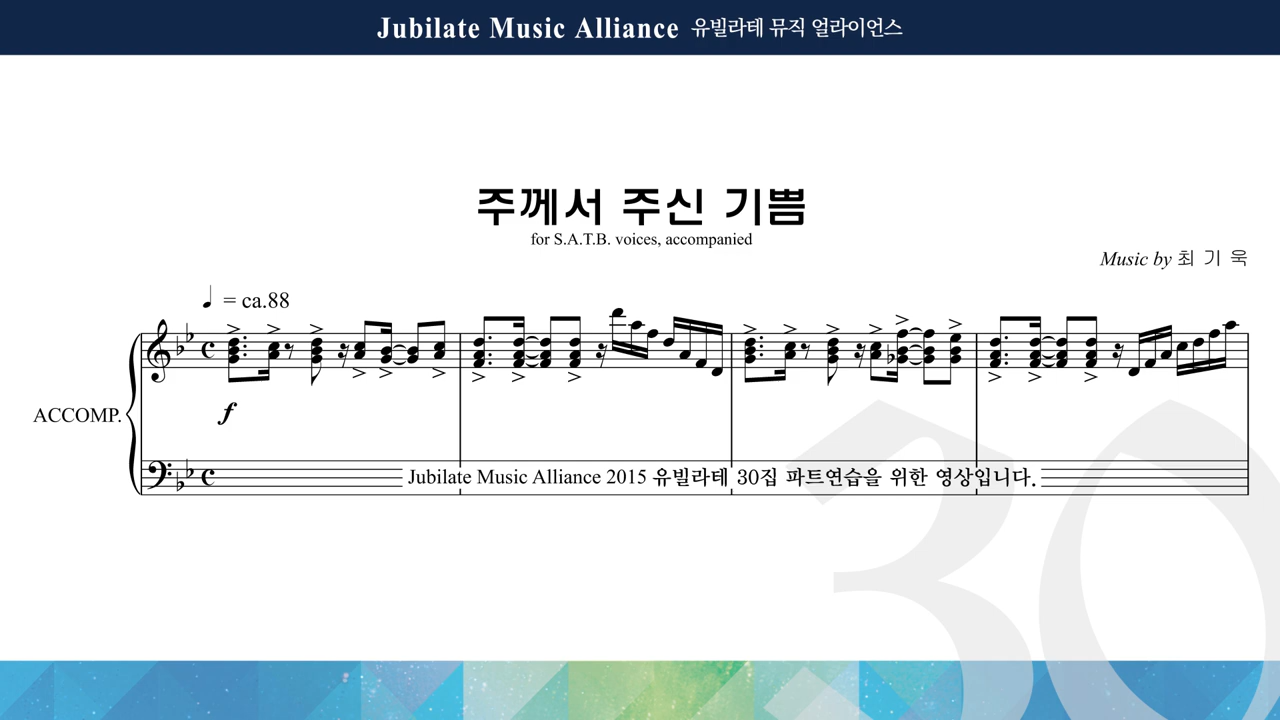 Jubilate Music Alliance 유빌라테 뮤직 얼라이언스
주께서 주신 기쁨
for S.A.T.B. voices, accompanied
Music by 최 기 욱
= ca.88
ACCOMP.
f
Jubilate Music Alliance 2015 유빌라테 30집 파트연습을 위한 영상입니다.
30